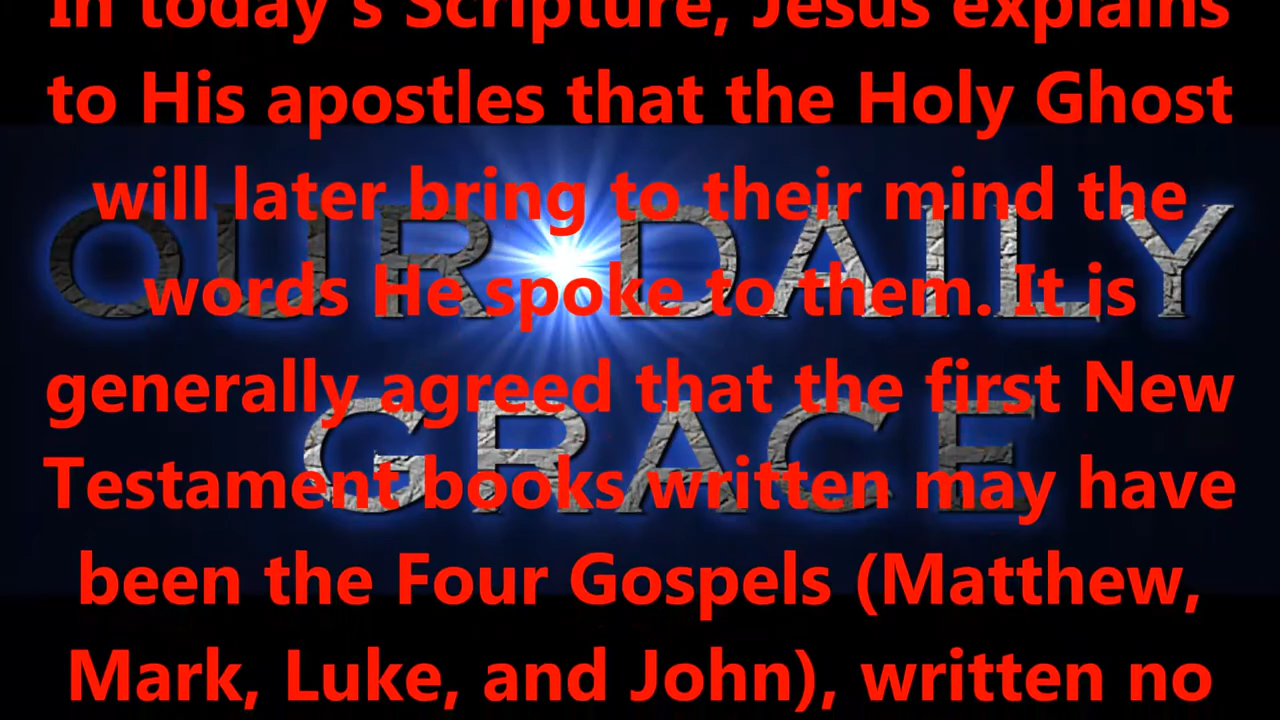 In today's Scripture, Jesus explains
to His apostles that the Holy Ghost
will later bring to their mind the
words He spoke to them. It is
generally agreed that the first New
Testament books written may have
been the Four Gospels (Matthew,
Mark, Luke, and John), written no
OUR DAILY
GRACE